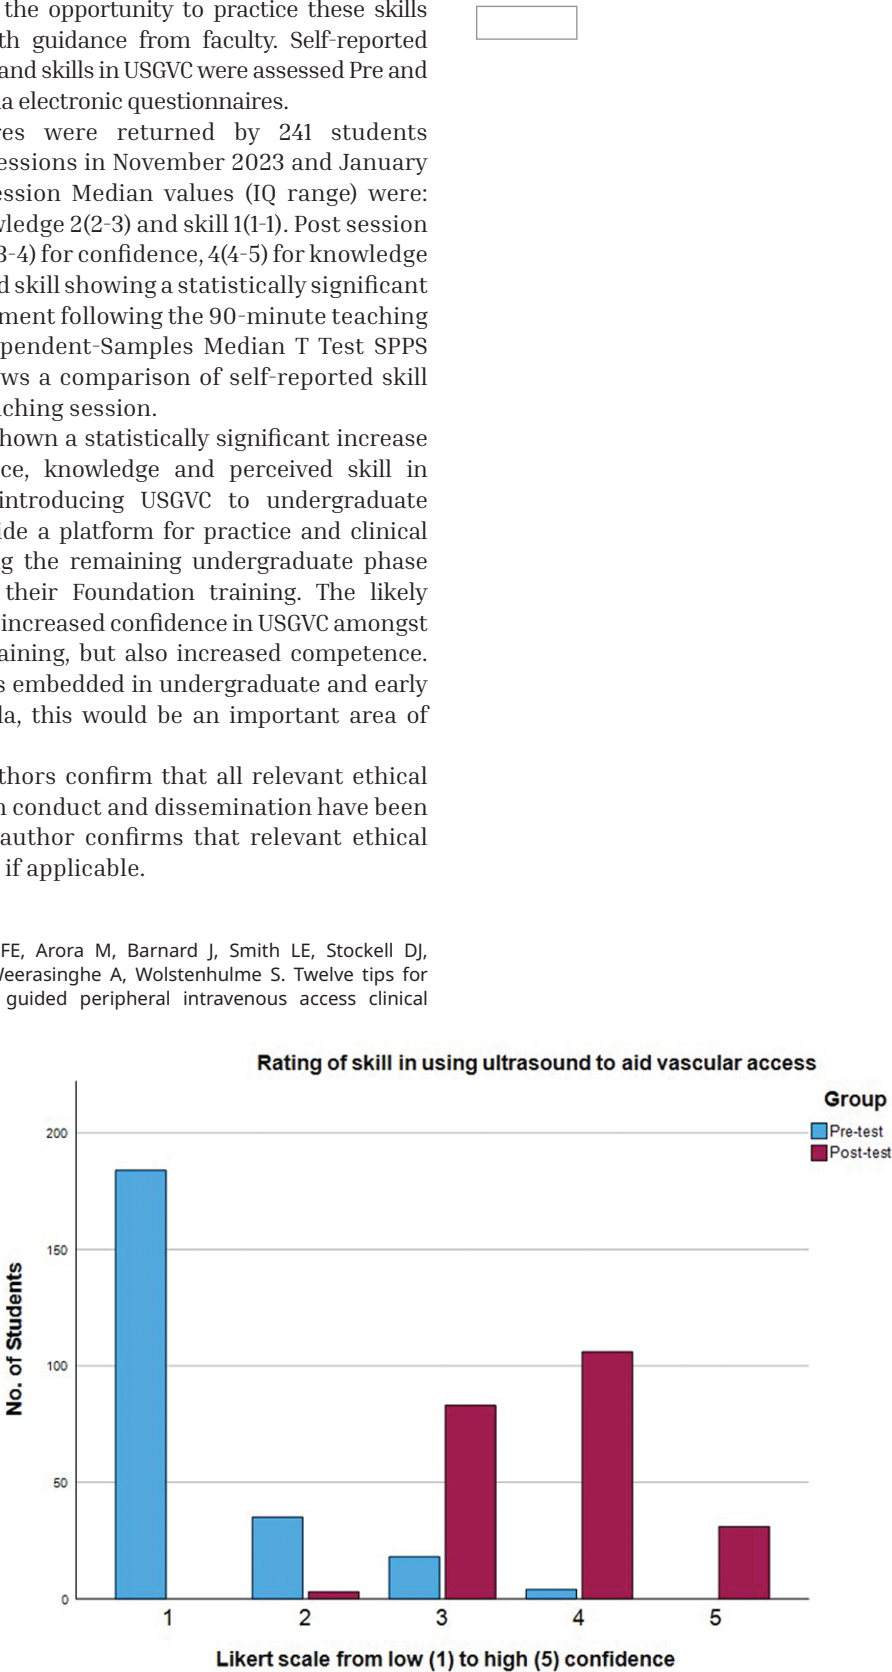 the opportunity to practice these skills
th guidance from faculty. Self-reported
and skills in USGVC were assessed Pre and
a electronic questionnaires.
res were returned by 241 students
essions in November 2023 and January
ession Median values (IQ range) were:
wledge 2(2-3) and skill 1(1-1). Post session
3-4) for confidence, 4(4-5) for knowledge
d skill showing a statistically significant
ment following the 90-minute teaching
pendent-Samples Median T Test SPPS
ws a comparison of self-reported skill
ching session.
hown a statistically significant increase
ce, knowledge and perceived skill in
introducing USGVC to undergraduate
ide a platform for practice and clinical
g the remaining undergraduate phase
their Foundation training. The likely
increased confidence in USGVC amongst
aining, but also increased competence.
s embedded in undergraduate and early
la, this would be an important area of
thors confirm that all relevant ethical
h conduct and dissemination have been
author confirms that relevant ethical
if applicable.
FE, Arora M, Barnard J, Smith LE, Stockell DJ,
Weerasinghe A, Wolstenhulme S. Twelve tips for
guided peripheral intravenous access clinical
Rating of skill in using ultrasound to aid vascular access
Group
Pre-test
Post-test
No. of Students
200
150
100
50
0
1 2 3 4 5
Likert scale from low (1) to high (5) confidence